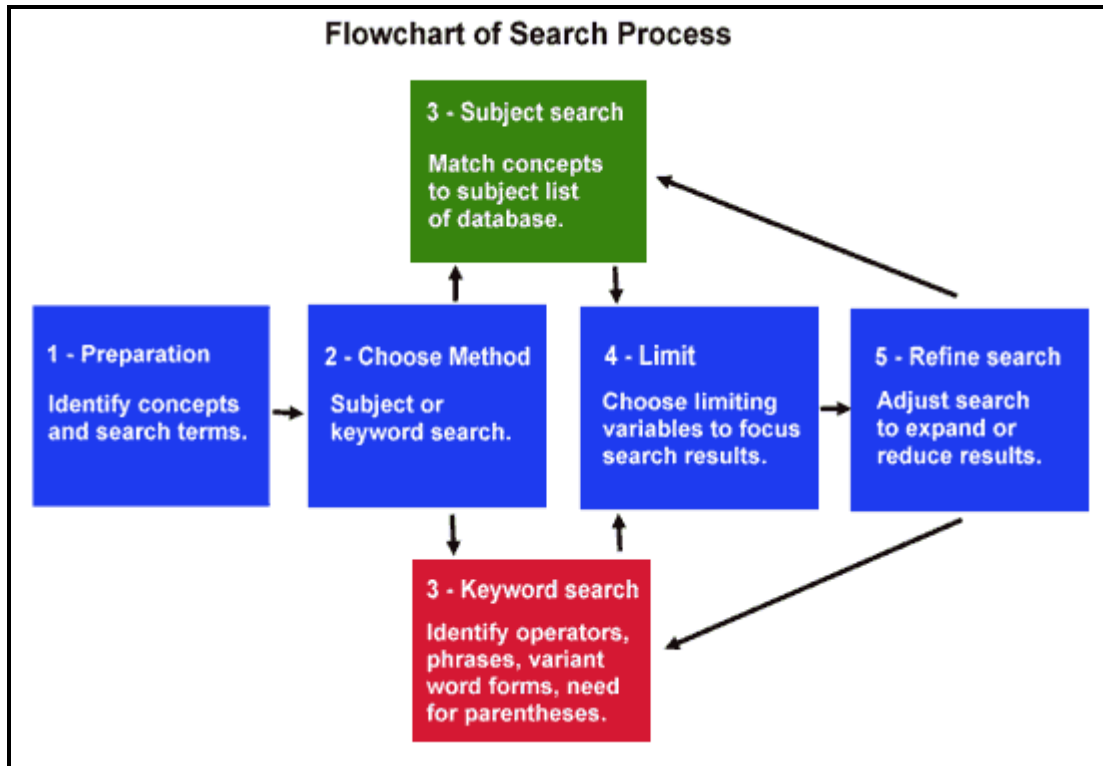 Flowchart of Search Process
3 - Subject search
Match concepts
to subject list
of database.
1 - Preparation
Identify concepts
and search terms.
2 - Choose Method
Subject or
keyword search.
4 - Limit
Choose limiting
variables to focus
search results.
5 - Refine search
Adjust search
to expand or
reduce results.
3 - Keyword search
Identify operators,
phrases, variant
word forms, need
for parentheses.